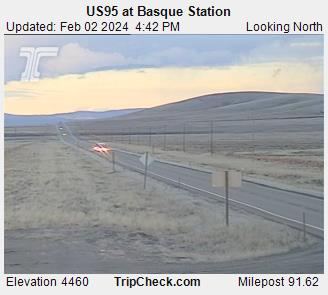 US95 at Basque Station
Updated: Feb 02 2024 4:42 PM Looking North
Elevation 4460 TripCheck.com Milepost 91.62